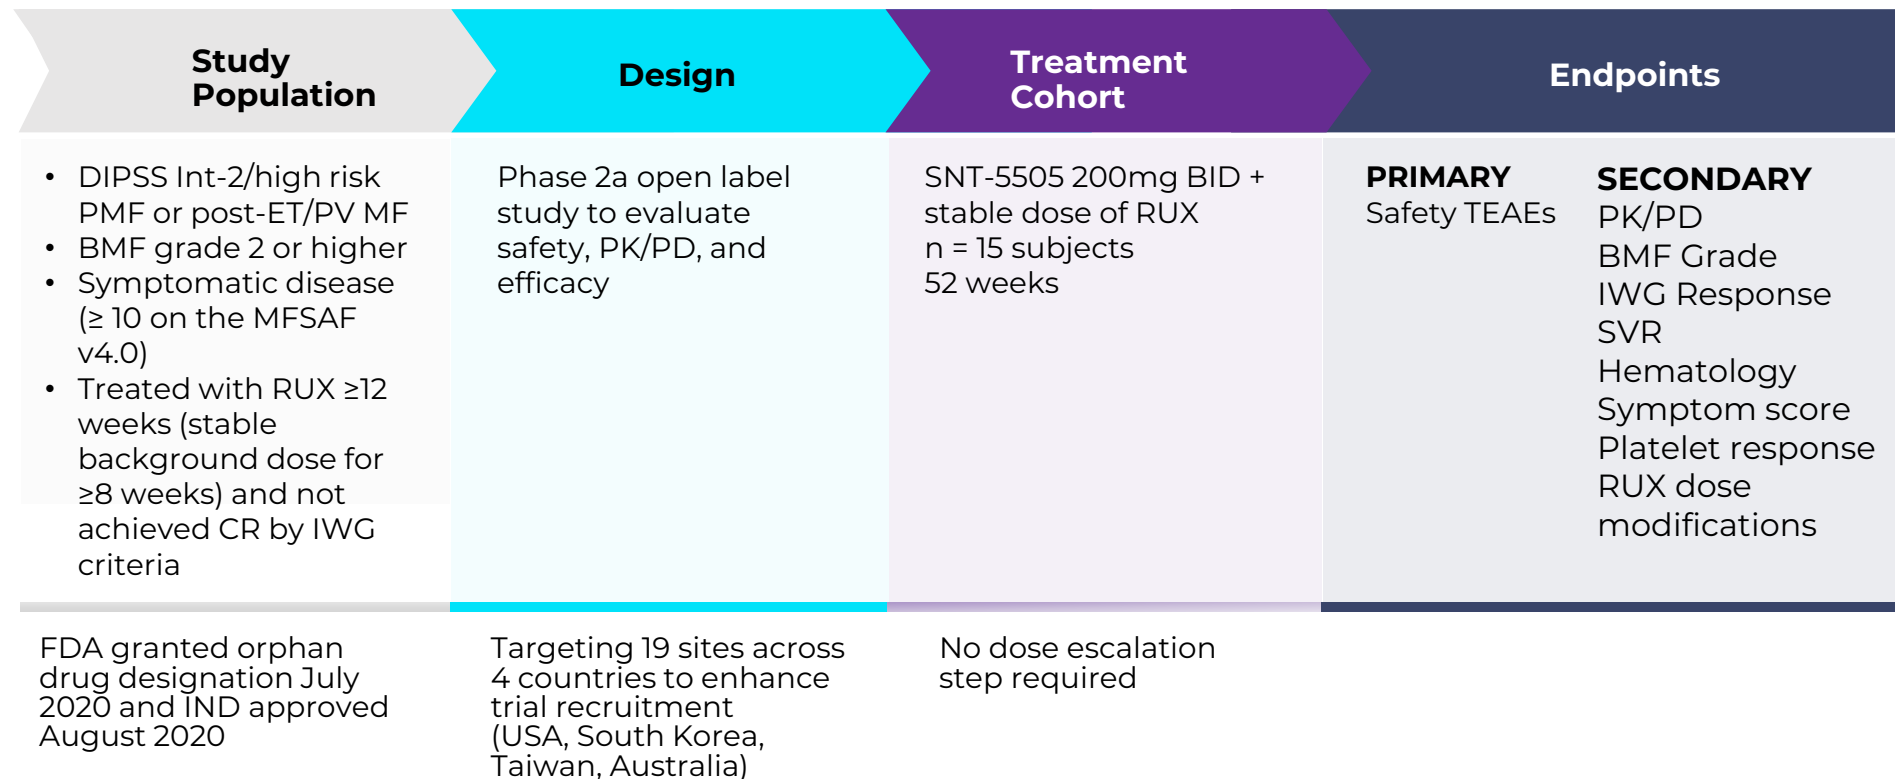 Study
Population
Design
Treatment
Cohort
Endpoints
• DIPSS Int-2/high risk
PMF or post-ET/PV MF
• BMF grade 2 or higher
• Symptomatic disease
(≥ 10 on the MFSAF
v4.0)
• Treated with RUX ≥12
weeks (stable
background dose for
≥8 weeks) and not
achieved CR by IWG
criteria
Phase 2a open label
study to evaluate
safety, PK/PD, and
efficacy
SNT-5505 200mg BID +
stable dose of RUX
n = 15 subjects
52 weeks
PRIMARY
Safety TEAEs
SECONDARY
PK/PD
BMF Grade
IWG Response
SVR
Hematology
Symptom score
Platelet response
RUX dose
modifications
FDA granted orphan
drug designation July
2020 and IND approved
August 2020
Targeting 19 sites across
4 countries to enhance
trial recruitment
(USA, South Korea,
Taiwan, Australia)
No dose escalation
step required